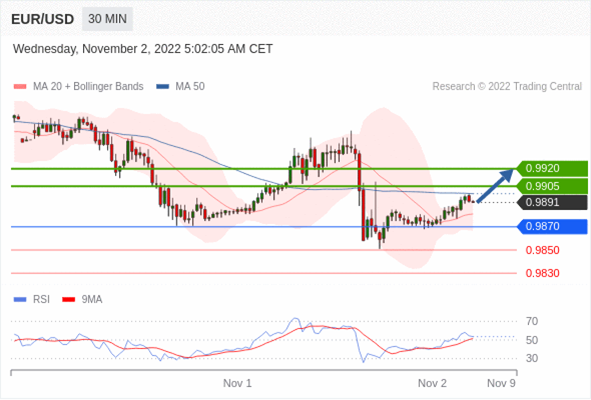 EUR/USD 30 MIN
Wednesday, November 2, 2022 5:02:05 AM CET
MA 20 + Bollinger Bands MA 50 Research © 2022 Trading Central
0.9920
0.9905
0.9891
0.9870
0.9850
0.9830
RSI 9MA
70
50
30
Nov 1 Nov 2 Nov 9